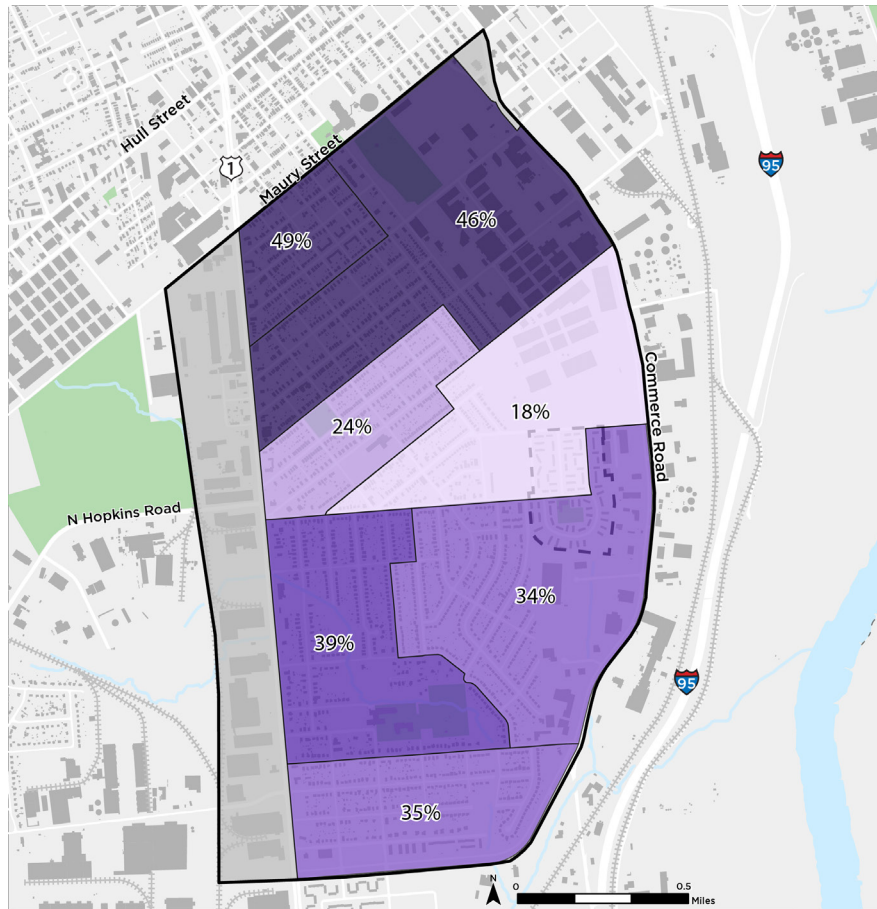 Hull Street
1
Maury Street
95
49%
46%
Commerce Road
24%
18%
N Hopkins Road
34%
39%
95
35%
N
0
0.5
Miles